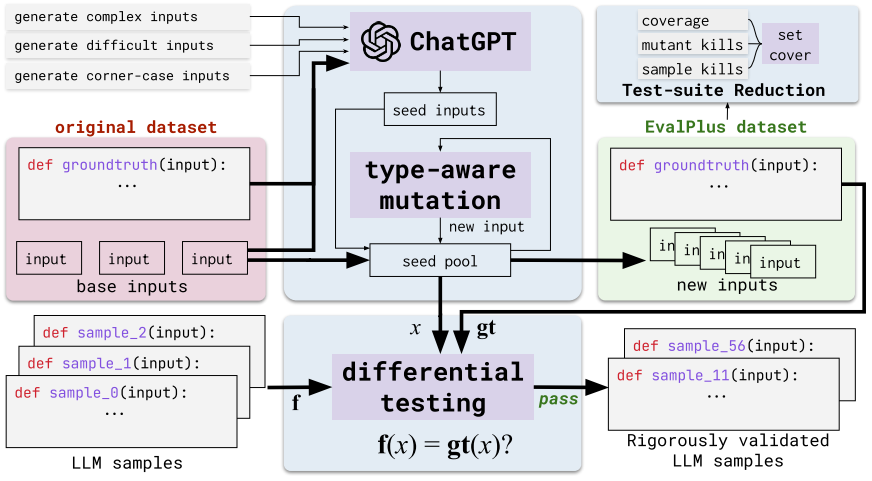 generate complex inputs
generate difficult inputs
generate corner-case inputs
ChatGPT
seed inputs
type-aware
mutation
new input
seed pool
coverage
mutant kills
sample kills
set
cover
Test-suite Reduction
original dataset
def groundtruth(input):
...
input
input
input
base inputs
EvalPlus dataset
def groundtruth(input):
...
in
in
in
in
input
new inputs
def sample_2(input):
def sample_1(input):
def sample_0(input):
...
LLM samples
f
x
gt
differential
testing
f(x) = gt(x)?
pass
def sample_56(input):
def sample_11(input):
...
Rigorously validated
LLM samples